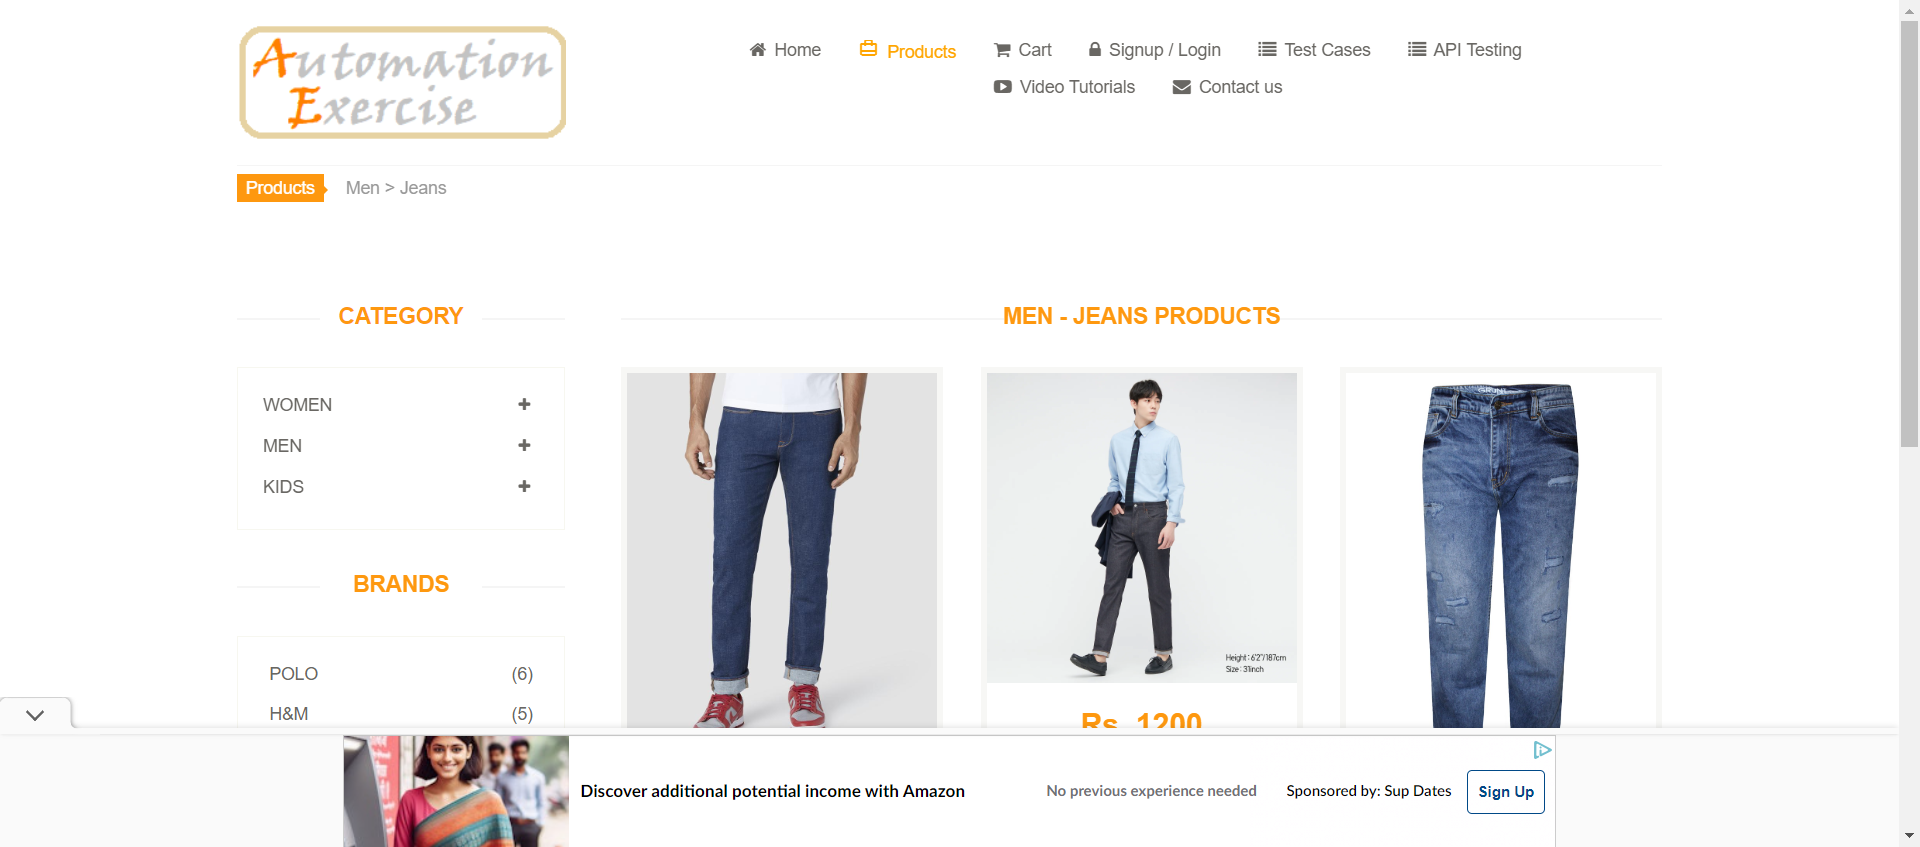 Automation
Exercise
Home
Products
Cart
Signup / Login
Test Cases
API Testing
Video Tutorials
Contact us
Products
Men > Jeans
CATEGORY
WOMEN
MEN
KIDS
BRANDS
POLO (6)
H&M (5)
MEN - JEANS PRODUCTS
Height : 6'2"/187cm
Size : 31inch
Rs. 1200
Discover additional potential income with Amazon
No previous experience needed
Sponsored by: Sup Dates
Sign Up